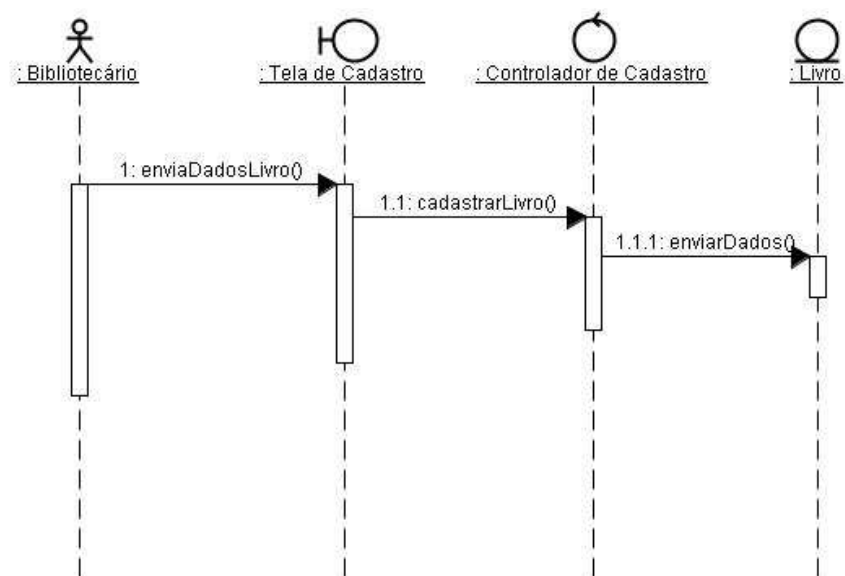 : Bibliotecário
: Tela de Cadastro
: Controlador de Cadastro
: Livro
1: enviaDadosLivro()
1.1: cadastrarLivro()
1.1.1: enviarDados()